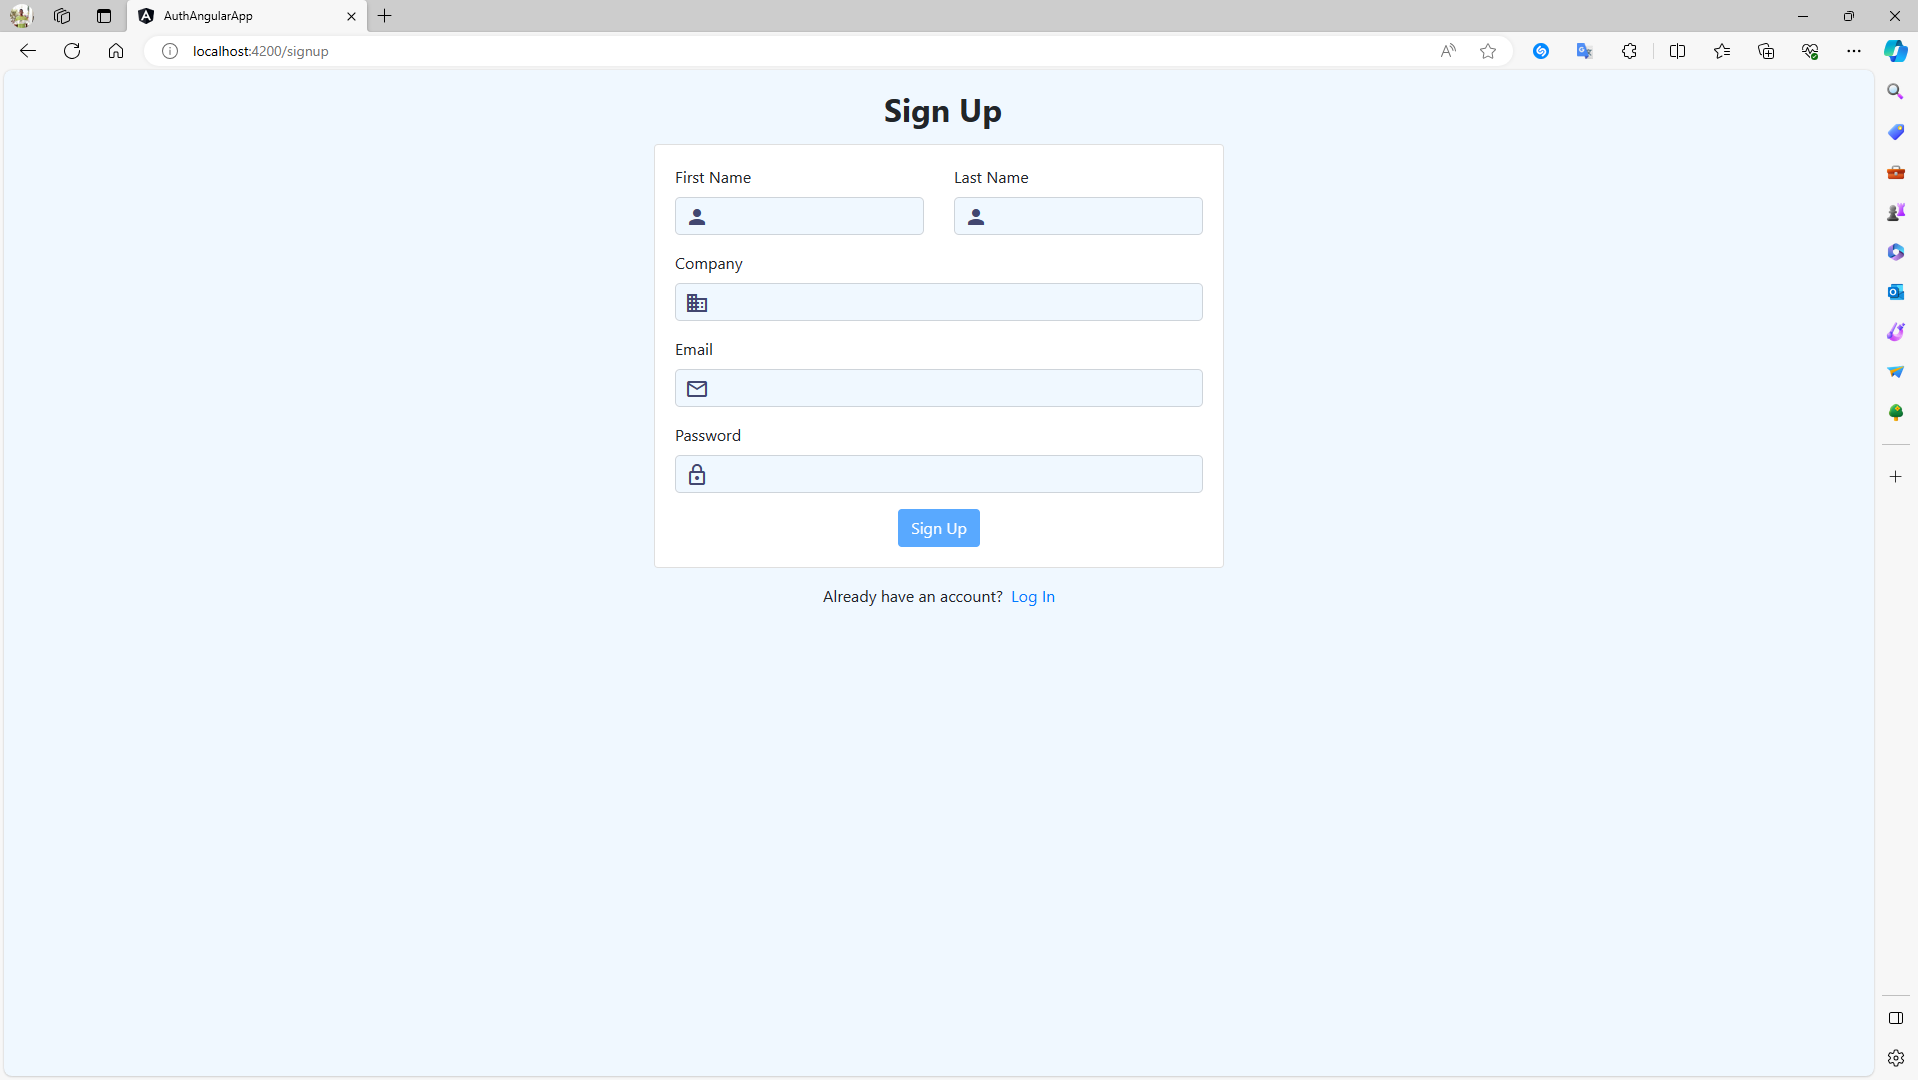 AuthAngularApp
localhost:4200/signup
Sign Up
First Name
Last Name
Company
Email
Password
Sign Up
Already have an account? Log In